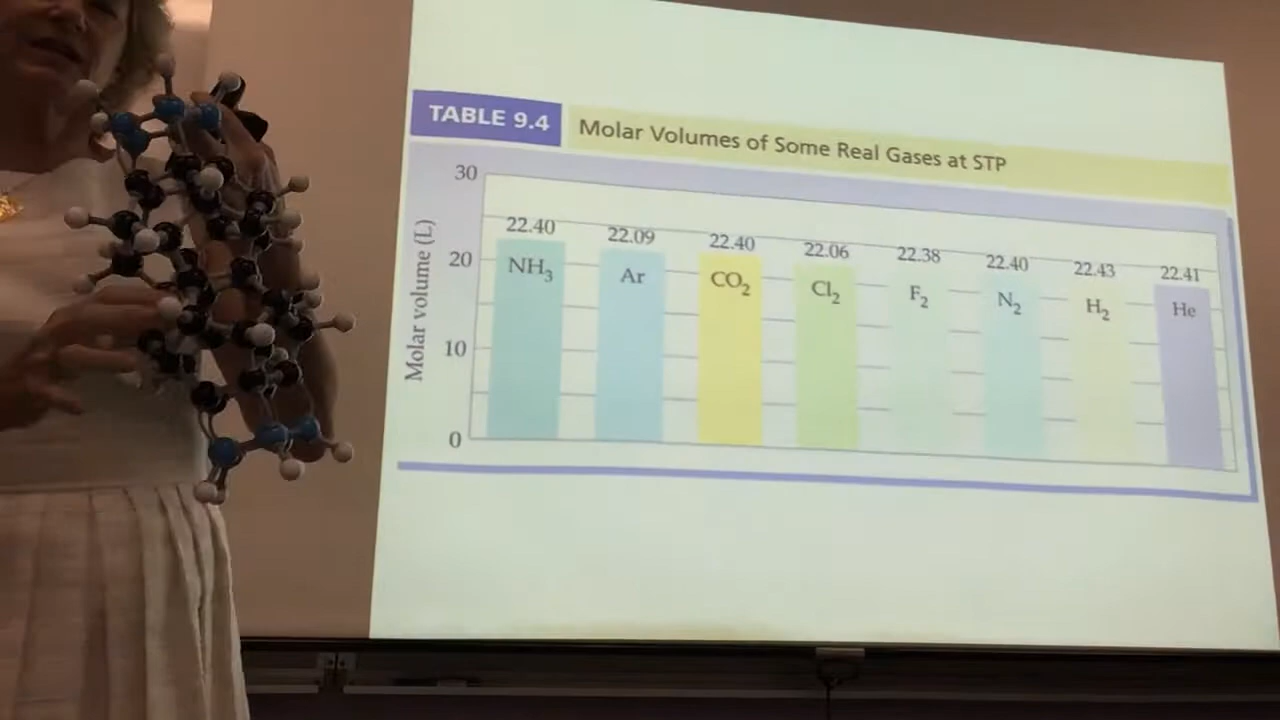 TABLE 9.4 Molar Volumes of Some Real Gases at STP
Molar volume (L)
30
20
10
0
22.40 22.09 22.40 22.06 22.38 22.40 22.43 22.41
NH₃ Ar CO₂ Cl₂ F₂ N₂ H₂ He